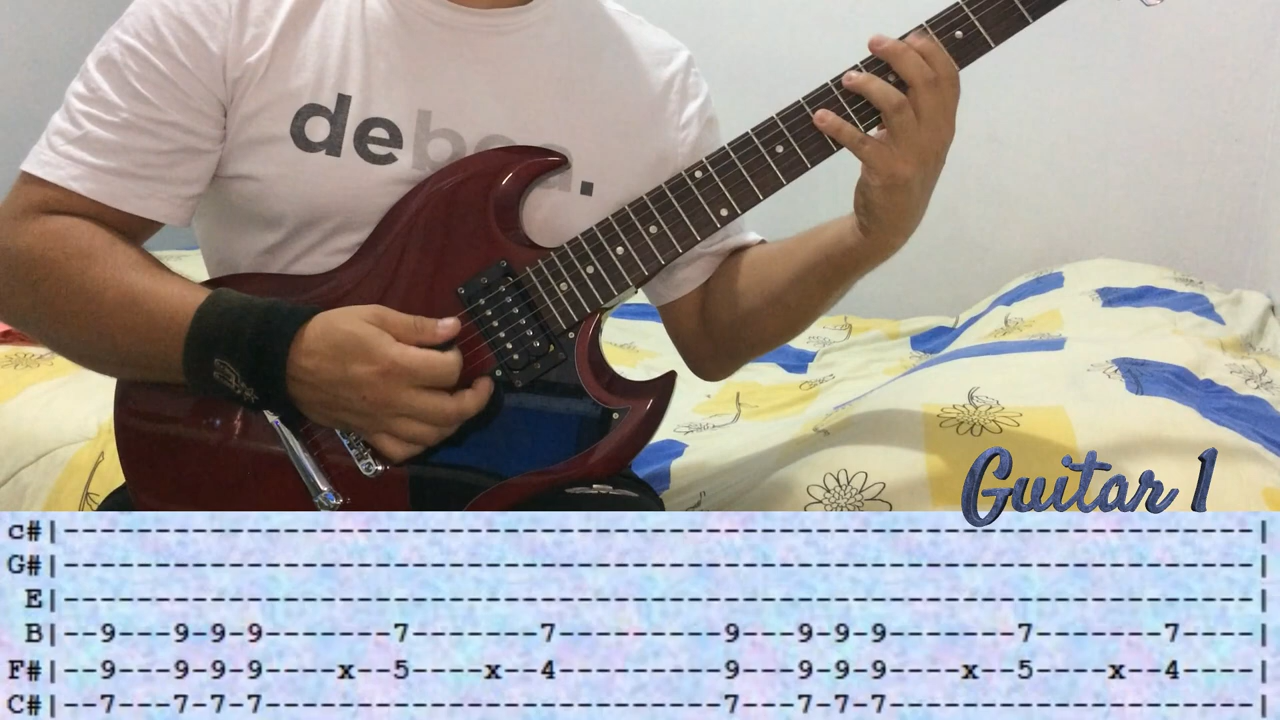 deboa.
Guitar 1
c#|-----------------------------------------------------------------|
G#|-----------------------------------------------------------------|
E|-----------------------------------------------------------------|
B|--9---9-9-9-------7-------7---------9---9-9-9-------7-------7----|
F#|--9---9-9-9----x--5----x--4---------9---9-9-9----x--5----x--4----|
C#|--7---7-7-7-------------------------7---7-7-7--------------------|